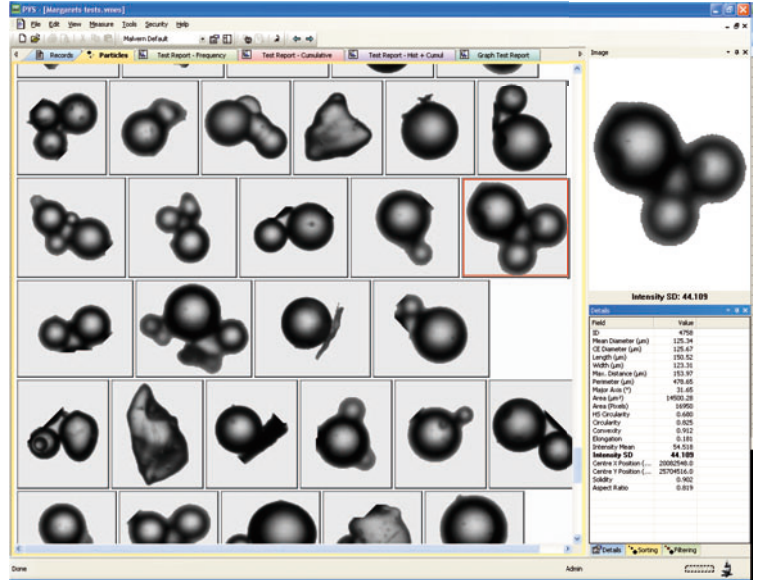 PYS - [Margarets tests.vmes]
File Edit View Measure Tools Security Help
Malvern Default
Records Particles Test Report - Frequency Test Report - Cumulative Test Report - Hist + Cumul Graph Test Report
Image
Intensity SD: 44.109
Details
Field Value
ID 4758
Mean Diameter (µm) 125.34
CE Diameter (µm) 125.67
Length (µm) 150.52
Width (µm) 123.31
Max. Distance (µm) 153.97
Perimeter (µm) 478.65
Major Axis (°) 31.65
Area (µm²) 14500.28
Area (Pixels) 16950
HS Circularity 0.680
Circularity 0.825
Convexity 0.912
Elongation 0.181
Intensity Mean 54.518
Intensity SD 44.109
Centre X Position (... 20082548.0
Centre Y Position (... 25704516.0
Solidity 0.902
Aspect Ratio 0.819
Details Sorting Filtering
Done Admin